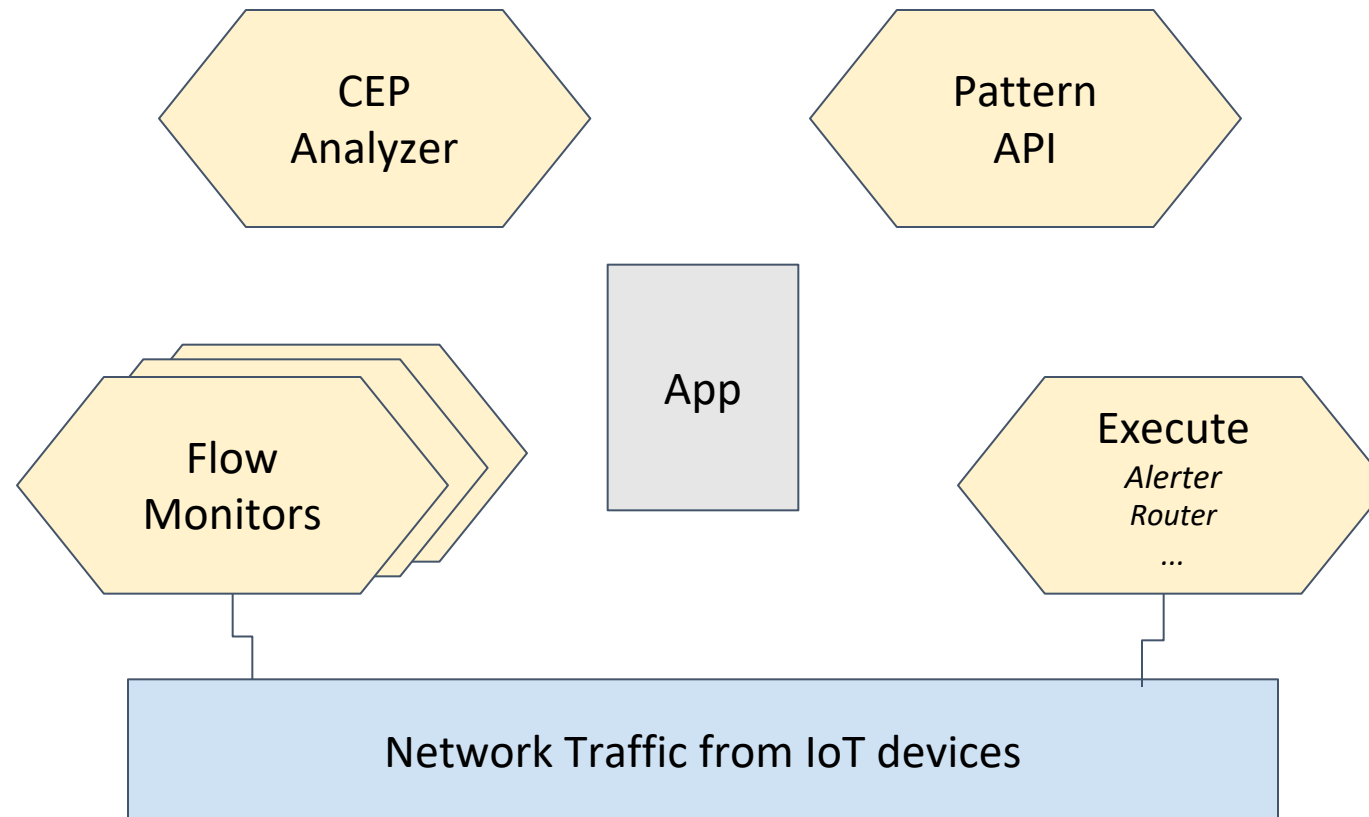 CEP
Analyzer
Pattern
API
App
Flow
Monitors
Execute
Alerter
Router
...
Network Traffic from IoT devices